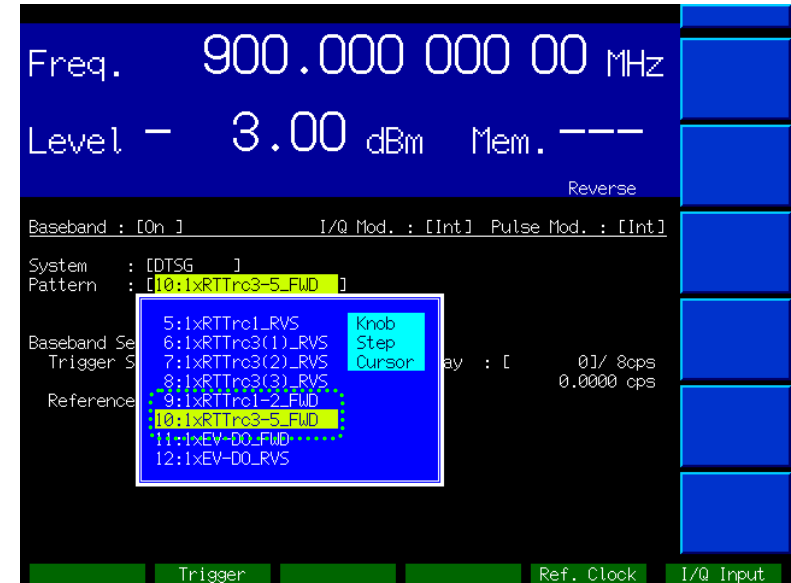 Freq. 900.000 000 00 MHz
Level - 3.00 dBm Mem. ---
Reverse
Baseband : [On ] I/Q Mod. : [Int] Pulse Mod. : [Int]
System : [DTSG ]
Pattern : [10:1xRTTrc3-5_FWD ]
5:1xRTTrc1_RVS Knob
Baseband Se 6:1xRTTrc3(1)_RVS Step
Trigger S 7:1xRTTrc3(2)_RVS Cursor ay : [ 0]/ 8cps
8:1xRTTrc3(3)_RVS 0.0000 cps
Reference 9:1xRTTrc1-2_FWD
10:1xRTTrc3-5_FWD
11:1xEV-DO_FWD
12:1xEV-DO_RVS
Trigger Ref. Clock I/Q Input